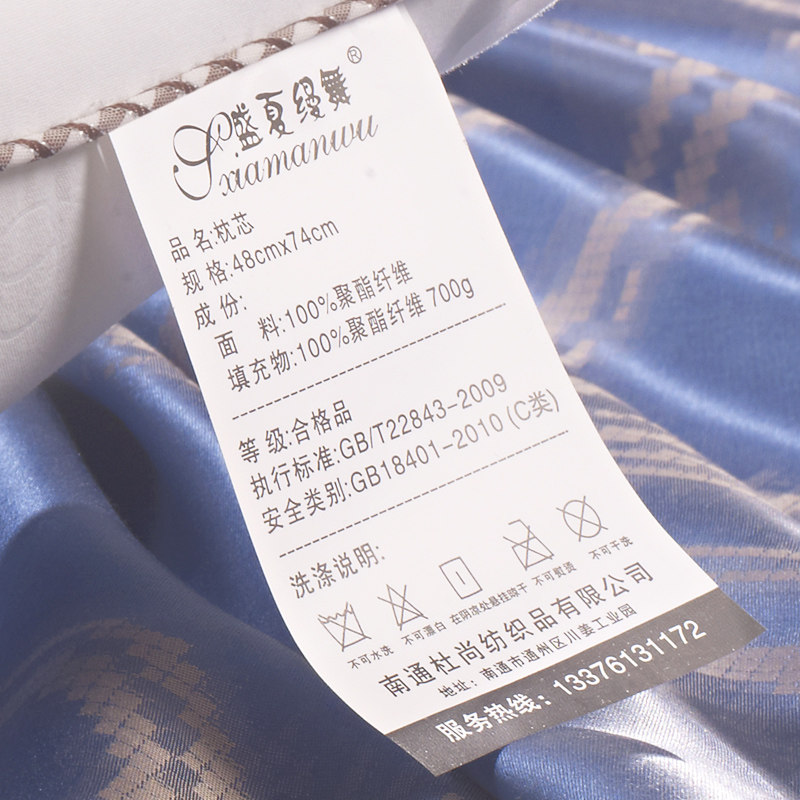 盛夏缦舞®
Sxiamanwu
品名:枕芯
规格:48cmx74cm
成份:
面 料:100%聚酯纤维
填充物:100%聚酯纤维 700g
等级:合格品
执行标准:GB/T22843-2009
安全类别:GB18401-2010 (C类)
洗涤说明:
不可水洗 不可漂白 在阴凉处悬挂晾干 不可熨烫 不可干洗
南通杜尚纺织品有限公司
地址: 南通市通州区川姜工业园
服务热线: 13376131172